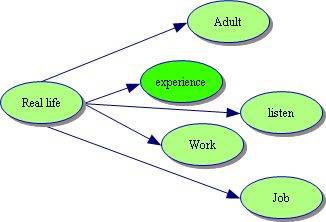 Adult
experience
Real life
listen
Work
Job